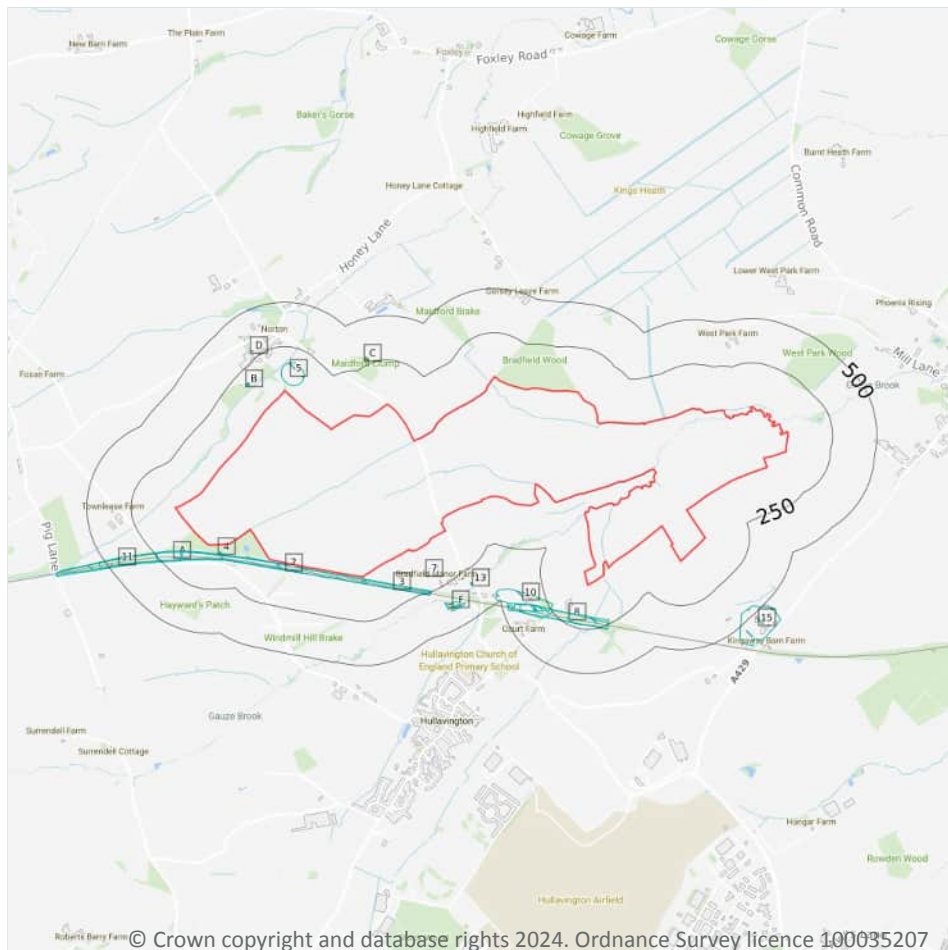 The Plain Farm
New Barn Farm
Cowage Farm
Cowage Gorse
Foxley
Foxley Road
Baker's Gorse
Highfield Farm
Highfield Farm
Cowage Grove
Burnt Heath Farm
Honey Lane Cottage
Kings Heath
Common Road
Honey Lane
Lower West Park Farm
Gorsey Leaze Farm
Phoenix Rising
Maidford Brake
Norton
West Park Farm
D
C
Bradfield Wood
West Park Wood
Mill Lane
Maidford Clump
5
B
Fosse Farm
500
Brook
Townlease Farm
250
Pig Lane
4
A
11
2
7
Bradfield Manor Farm
13
3
10
F
Hayward's Patch
8
15
Court Farm
Windmill Hill Brake
Kingway Barn Farm
Hullavington Church of
England Primary School
A429
Gauze Brook
Hullavington
Surrendell Farm
Surrendell Cottage
Hangar Farm
Rowden Wood
Hullavington Airfield
Roberts Barry Farm
© Crown copyright and database rights 2024. Ordnance Survey licence 100035207